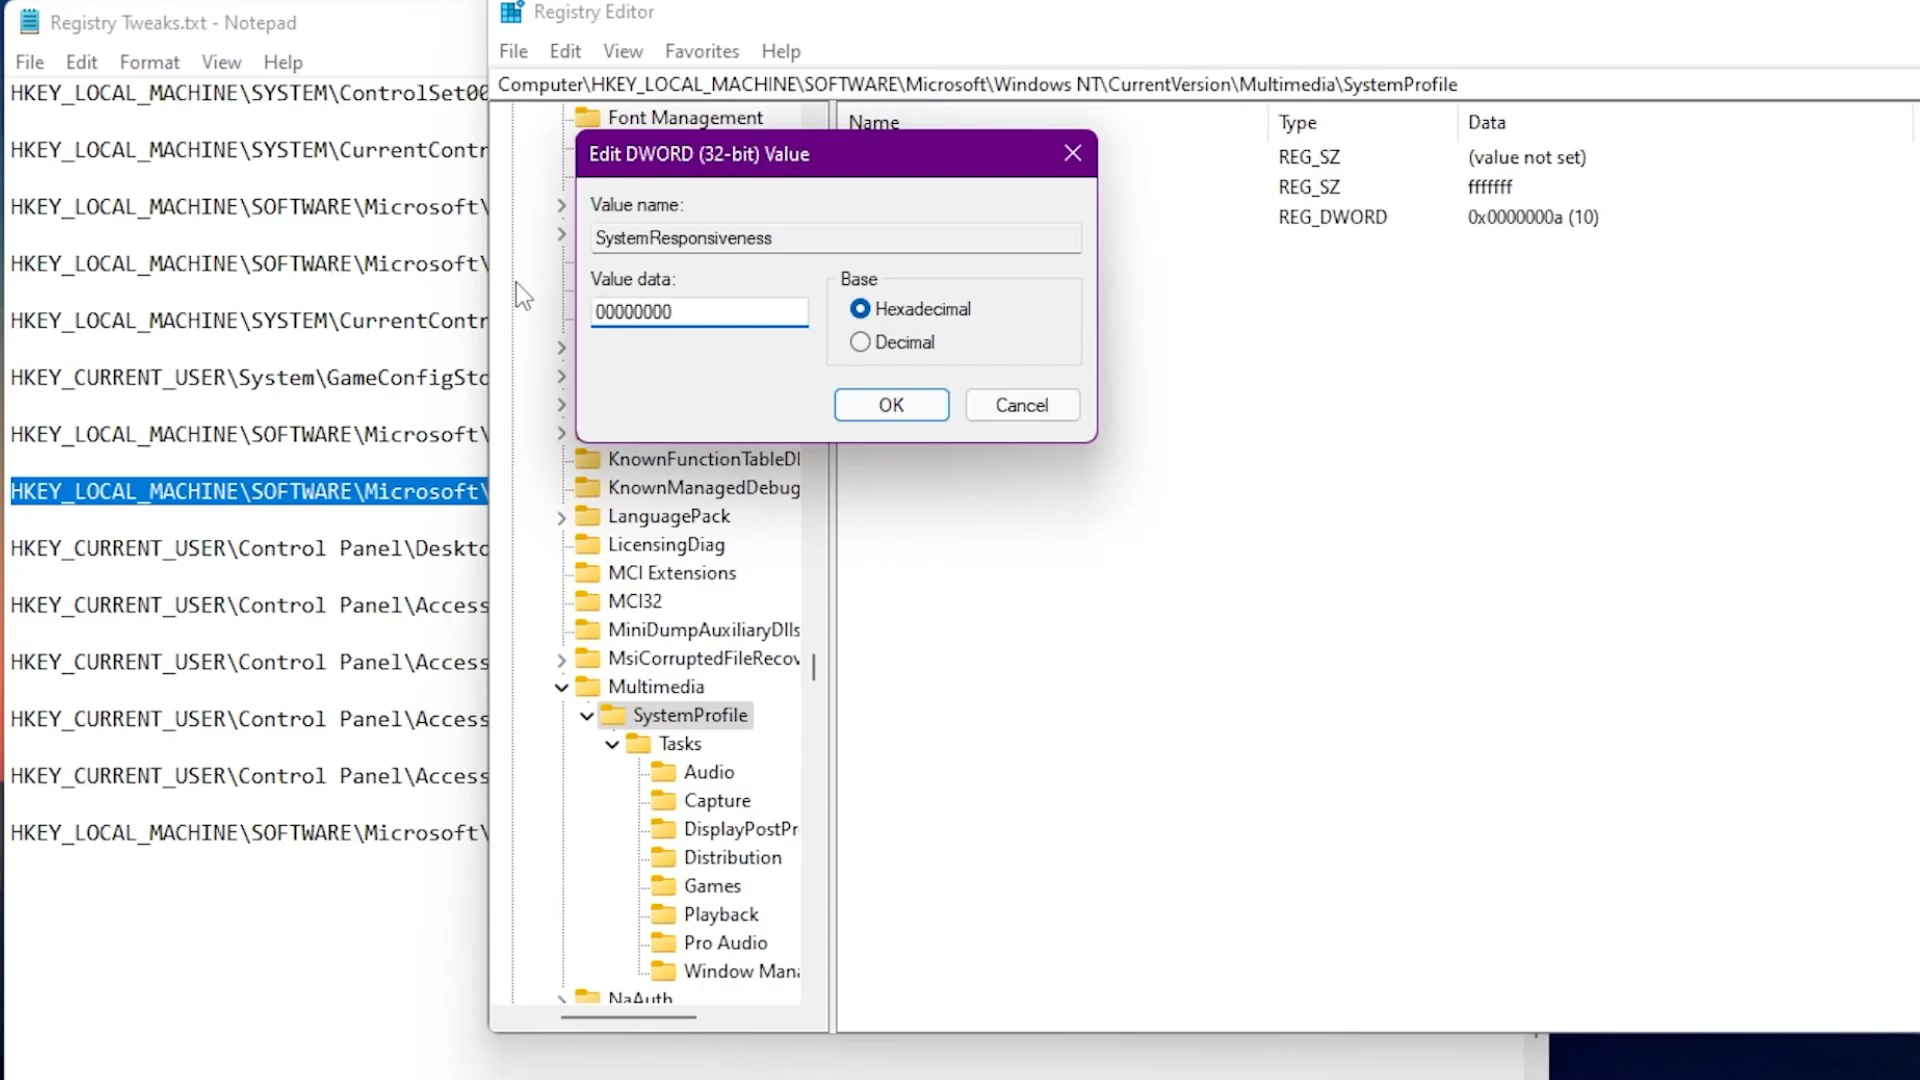 Registry Tweaks.txt - Notepad
File Edit Format View Help
HKEY_LOCAL_MACHINE\SYSTEM\ControlSet00
HKEY_LOCAL_MACHINE\SYSTEM\CurrentContr
HKEY_LOCAL_MACHINE\SOFTWARE\Microsoft\
HKEY_LOCAL_MACHINE\SOFTWARE\Microsoft\
HKEY_LOCAL_MACHINE\SYSTEM\CurrentContr
HKEY_CURRENT_USER\System\GameConfigSto
HKEY_LOCAL_MACHINE\SOFTWARE\Microsoft\
HKEY_LOCAL_MACHINE\SOFTWARE\Microsoft\
HKEY_CURRENT_USER\Control Panel\Deskto
HKEY_CURRENT_USER\Control Panel\Access
HKEY_CURRENT_USER\Control Panel\Access
HKEY_CURRENT_USER\Control Panel\Access
HKEY_CURRENT_USER\Control Panel\Access
HKEY_LOCAL_MACHINE\SOFTWARE\Microsoft\
Registry Editor
File Edit View Favorites Help
Computer\HKEY_LOCAL_MACHINE\SOFTWARE\Microsoft\Windows NT\CurrentVersion\Multimedia\SystemProfile
Font Management
KnownFunctionTableDl
KnownManagedDebug
LanguagePack
LicensingDiag
MCI Extensions
MCI32
MiniDumpAuxiliaryDlls
MsiCorruptedFileRecov
Multimedia
SystemProfile
Tasks
Audio
Capture
DisplayPostPr
Distribution
Games
Playback
Pro Audio
Window Mana
NaAuth
Name Type Data
REG_SZ (value not set)
REG_SZ fffffff
REG_DWORD 0x0000000a (10)
Edit DWORD (32-bit) Value
Value name:
SystemResponsiveness
Value data:
00000000
Base
Hexadecimal
Decimal
OK Cancel